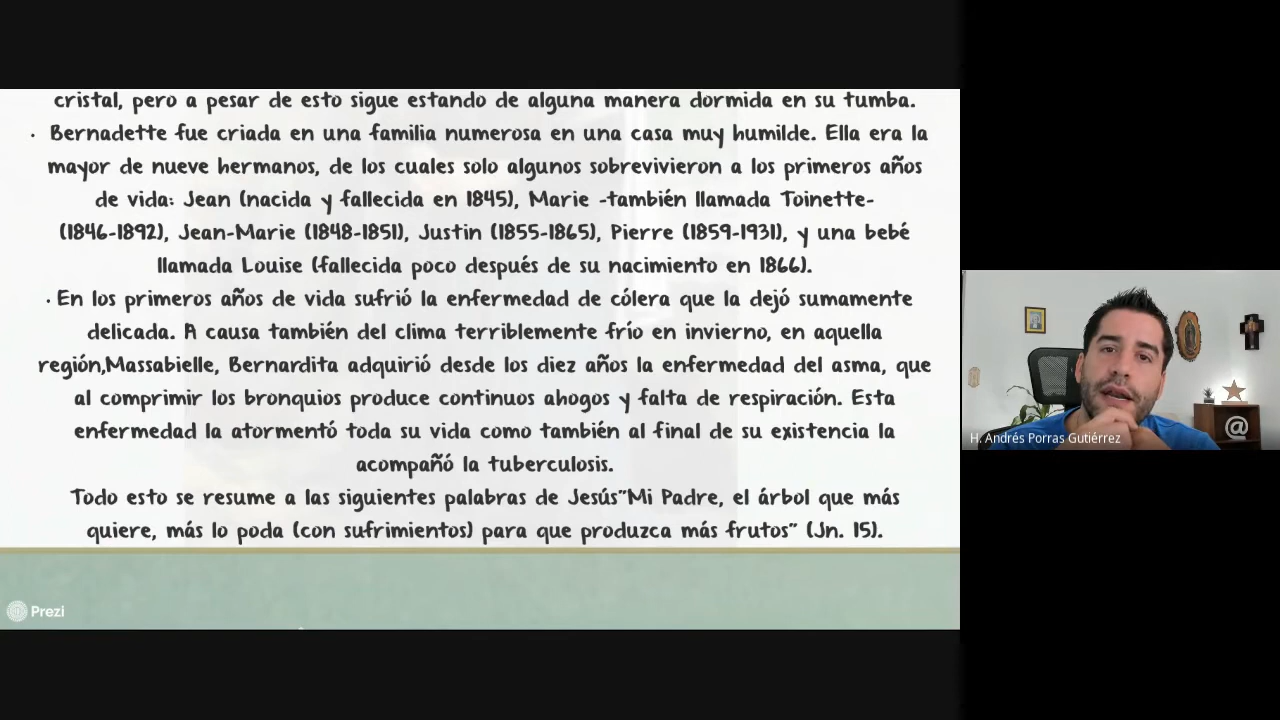 cristal, pero a pesar de esto sigue estando de alguna manera dormida en su tumba.
· Bernadette fue criada en una familia numerosa en una casa muy humilde. Ella era la
mayor de nueve hermanos, de los cuales solo algunos sobrevivieron a los primeros años
de vida: Jean (nacida y fallecida en 1845), Marie -también llamada Toinette-
(1846-1892), Jean-Marie (1848-1851), Justin (1855-1865), Pierre (1859-1931), y una bebé
llamada Louise (fallecida poco después de su nacimiento en 1866).
· En los primeros años de vida sufrió la enfermedad de cólera que la dejó sumamente
delicada. A causa también del clima terriblemente frío en invierno, en aquella
región,Massabielle, Bernardita adquirió desde los diez años la enfermedad del asma, que
al comprimir los bronquios produce continuos ahogos y falta de respiración. Esta
enfermedad la atormentó toda su vida como también al final de su existencia la
acompañó la tuberculosis.
Todo esto se resume a las siguientes palabras de Jesús"Mi Padre, el árbol que más
quiere, más lo poda (con sufrimientos) para que produzca más frutos" (Jn. 15).
Prezi
H. Andrés Porras Gutiérrez
@